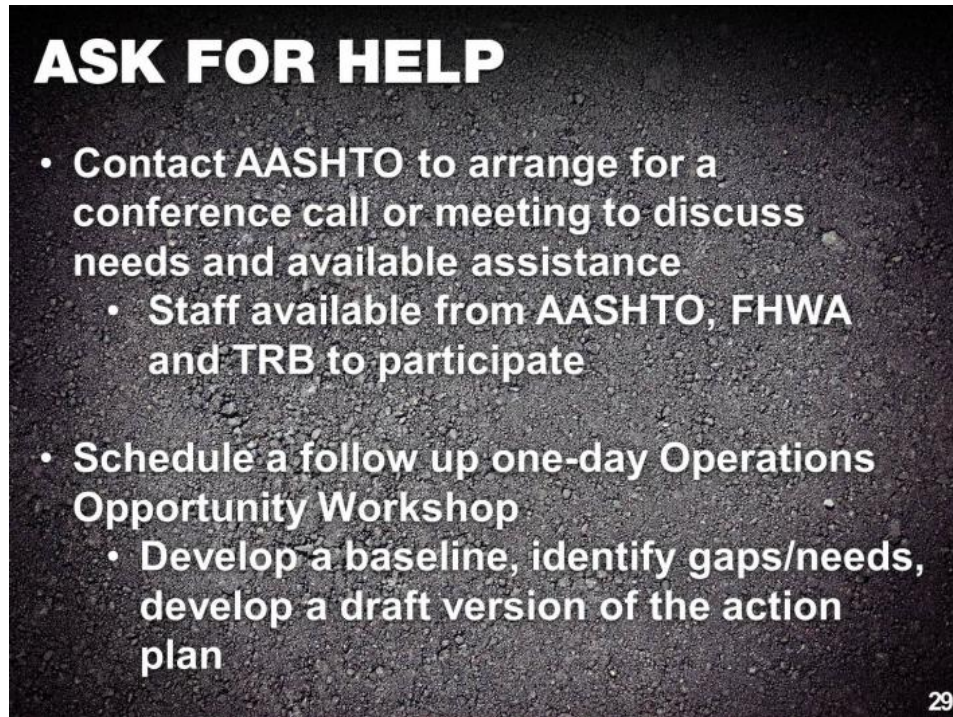 ASK FOR HELP
• Contact AASHTO to arrange for a
conference call or meeting to discuss
needs and available assistance
• Staff available from AASHTO, FHWA
and TRB to participate
• Schedule a follow up one-day Operations
Opportunity Workshop
• Develop a baseline, identify gaps/needs,
develop a draft version of the action
plan
29